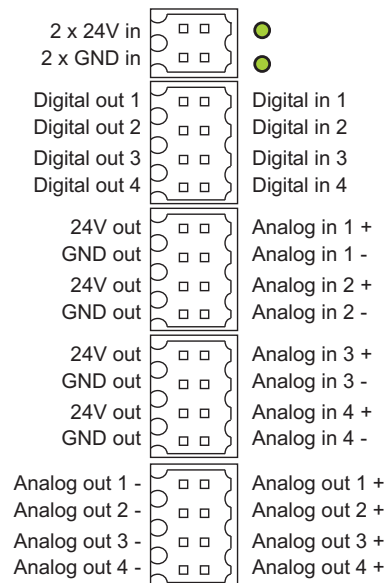 2 x 24V in
2 x GND in
Digital out 1 Digital in 1
Digital out 2 Digital in 2
Digital out 3 Digital in 3
Digital out 4 Digital in 4
24V out Analog in 1 +
GND out Analog in 1 -
24V out Analog in 2 +
GND out Analog in 2 -
24V out Analog in 3 +
GND out Analog in 3 -
24V out Analog in 4 +
GND out Analog in 4 -
Analog out 1 - Analog out 1 +
Analog out 2 - Analog out 2 +
Analog out 3 - Analog out 3 +
Analog out 4 - Analog out 4 +